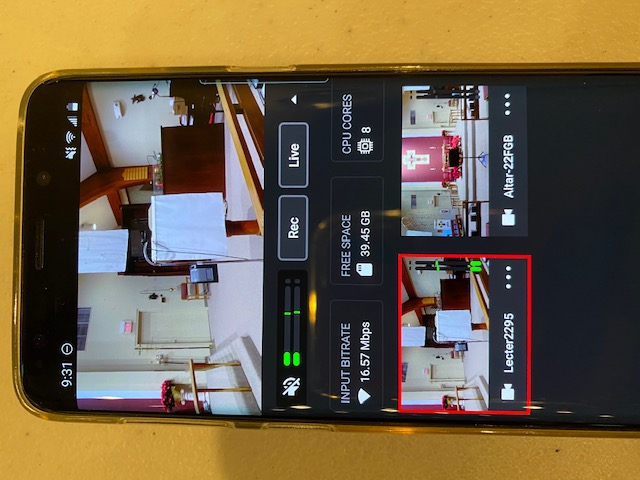 9:31
Rec
Live
INPUT BITRATE
16.57 Mbps
FREE SPACE
39.45 GB
CPU CORES
8
Lecter2295
Altar-22FGB